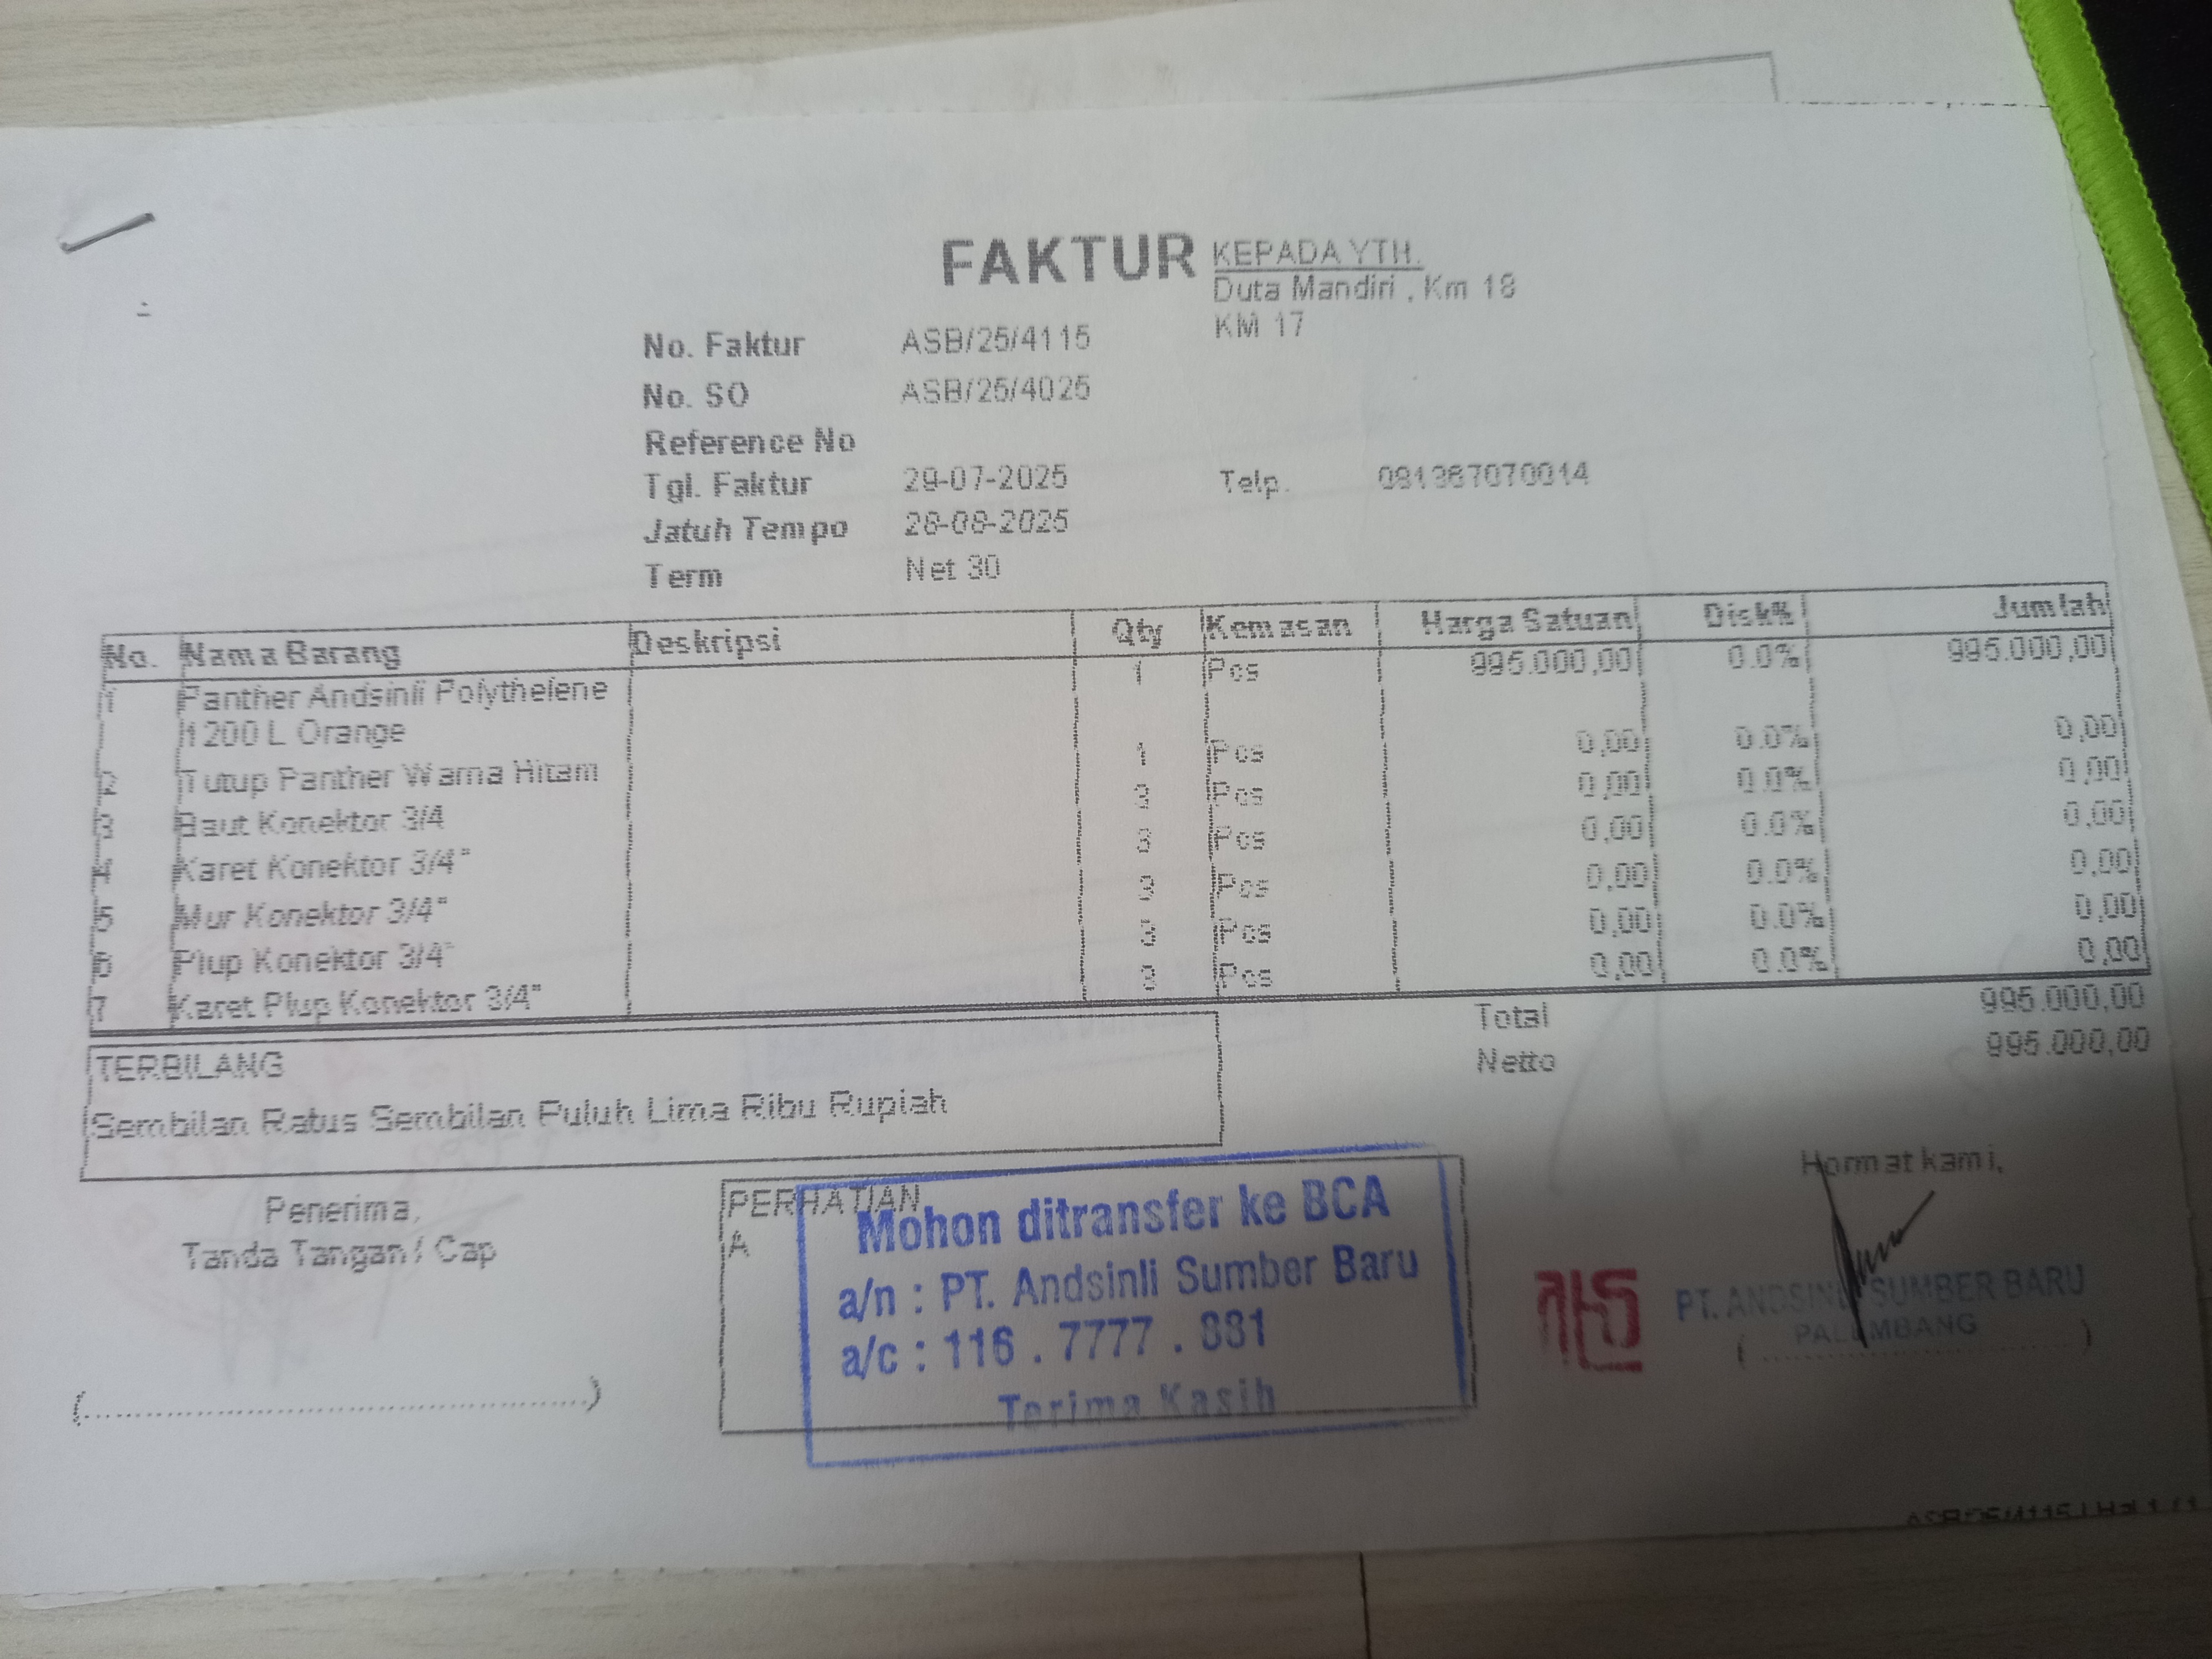 FAKTUR
KEPADA YTH.
Duta Mandiri , Km 18
KM 17
No. Faktur ASB/25/4115
No. SO ASB/25/4025
Reference No
Tgl. Faktur 29-07-2025
Telp. 081367070014
Jatuh Tempo 28-08-2025
Term Net 30
No. Nama Barang Deskripsi Qty Kemasan Harga Satuan Disk% Jumlah
1 Panther Andsinli Polythelene 1 Pcs 995.000,00 0.0% 995.000,00
1200 L Orange
2 Tutup Panther Warna Hitam 1 Pcs 0,00 0.0% 0,00
3 Baut Konektor 3/4 3 Pcs 0,00 0.0% 0,00
4 Karet Konektor 3/4" 3 Pcs 0,00 0.0% 0,00
5 Mur Konektor 3/4" 3 Pcs 0,00 0.0% 0,00
6 Plup Konektor 3/4" 3 Pcs 0,00 0.0% 0,00
7 Karet Plup Konektor 3/4" 3 Pcs 0,00 0.0% 0,00
Total 995.000,00
Netto 995.000,00
TERBILANG
Sembilan Ratus Sembilan Puluh Lima Ribu Rupiah
Penerima,
Tanda Tangan / Cap
PERHATIAN
A
Mohon ditransfer ke BCA
a/n : PT. Andsinli Sumber Baru
a/c : 116 . 7777 . 881
Terima Kasih
Hormat kami,
PT. ANDSINLI SUMBER BARU
PALEMBANG
ASB/25/4115 | Hal 1 / 1